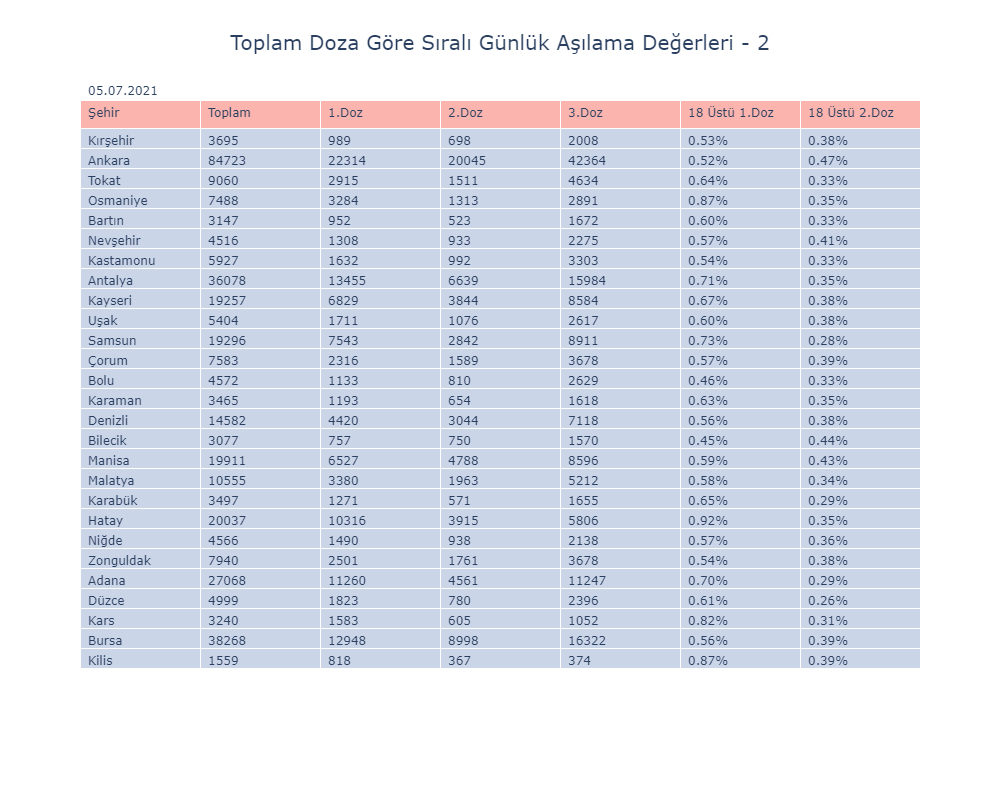 Toplam Doza Göre Sıralı Günlük Aşılama Değerleri - 2
05.07.2021
Şehir Toplam 1.Doz 2.Doz 3.Doz 18 Üstü 1.Doz 18 Üstü 2.Doz
Kırşehir 3695 989 698 2008 0.53% 0.38%
Ankara 84723 22314 20045 42364 0.52% 0.47%
Tokat 9060 2915 1511 4634 0.64% 0.33%
Osmaniye 7488 3284 1313 2891 0.87% 0.35%
Bartın 3147 952 523 1672 0.60% 0.33%
Nevşehir 4516 1308 933 2275 0.57% 0.41%
Kastamonu 5927 1632 992 3303 0.54% 0.33%
Antalya 36078 13455 6639 15984 0.71% 0.35%
Kayseri 19257 6829 3844 8584 0.67% 0.38%
Uşak 5404 1711 1076 2617 0.60% 0.38%
Samsun 19296 7543 2842 8911 0.73% 0.28%
Çorum 7583 2316 1589 3678 0.57% 0.39%
Bolu 4572 1133 810 2629 0.46% 0.33%
Karaman 3465 1193 654 1618 0.63% 0.35%
Denizli 14582 4420 3044 7118 0.56% 0.38%
Bilecik 3077 757 750 1570 0.45% 0.44%
Manisa 19911 6527 4788 8596 0.59% 0.43%
Malatya 10555 3380 1963 5212 0.58% 0.34%
Karabük 3497 1271 571 1655 0.65% 0.29%
Hatay 20037 10316 3915 5806 0.92% 0.35%
Niğde 4566 1490 938 2138 0.57% 0.36%
Zonguldak 7940 2501 1761 3678 0.54% 0.38%
Adana 27068 11260 4561 11247 0.70% 0.29%
Düzce 4999 1823 780 2396 0.61% 0.26%
Kars 3240 1583 605 1052 0.82% 0.31%
Bursa 38268 12948 8998 16322 0.56% 0.39%
Kilis 1559 818 367 374 0.87% 0.39%